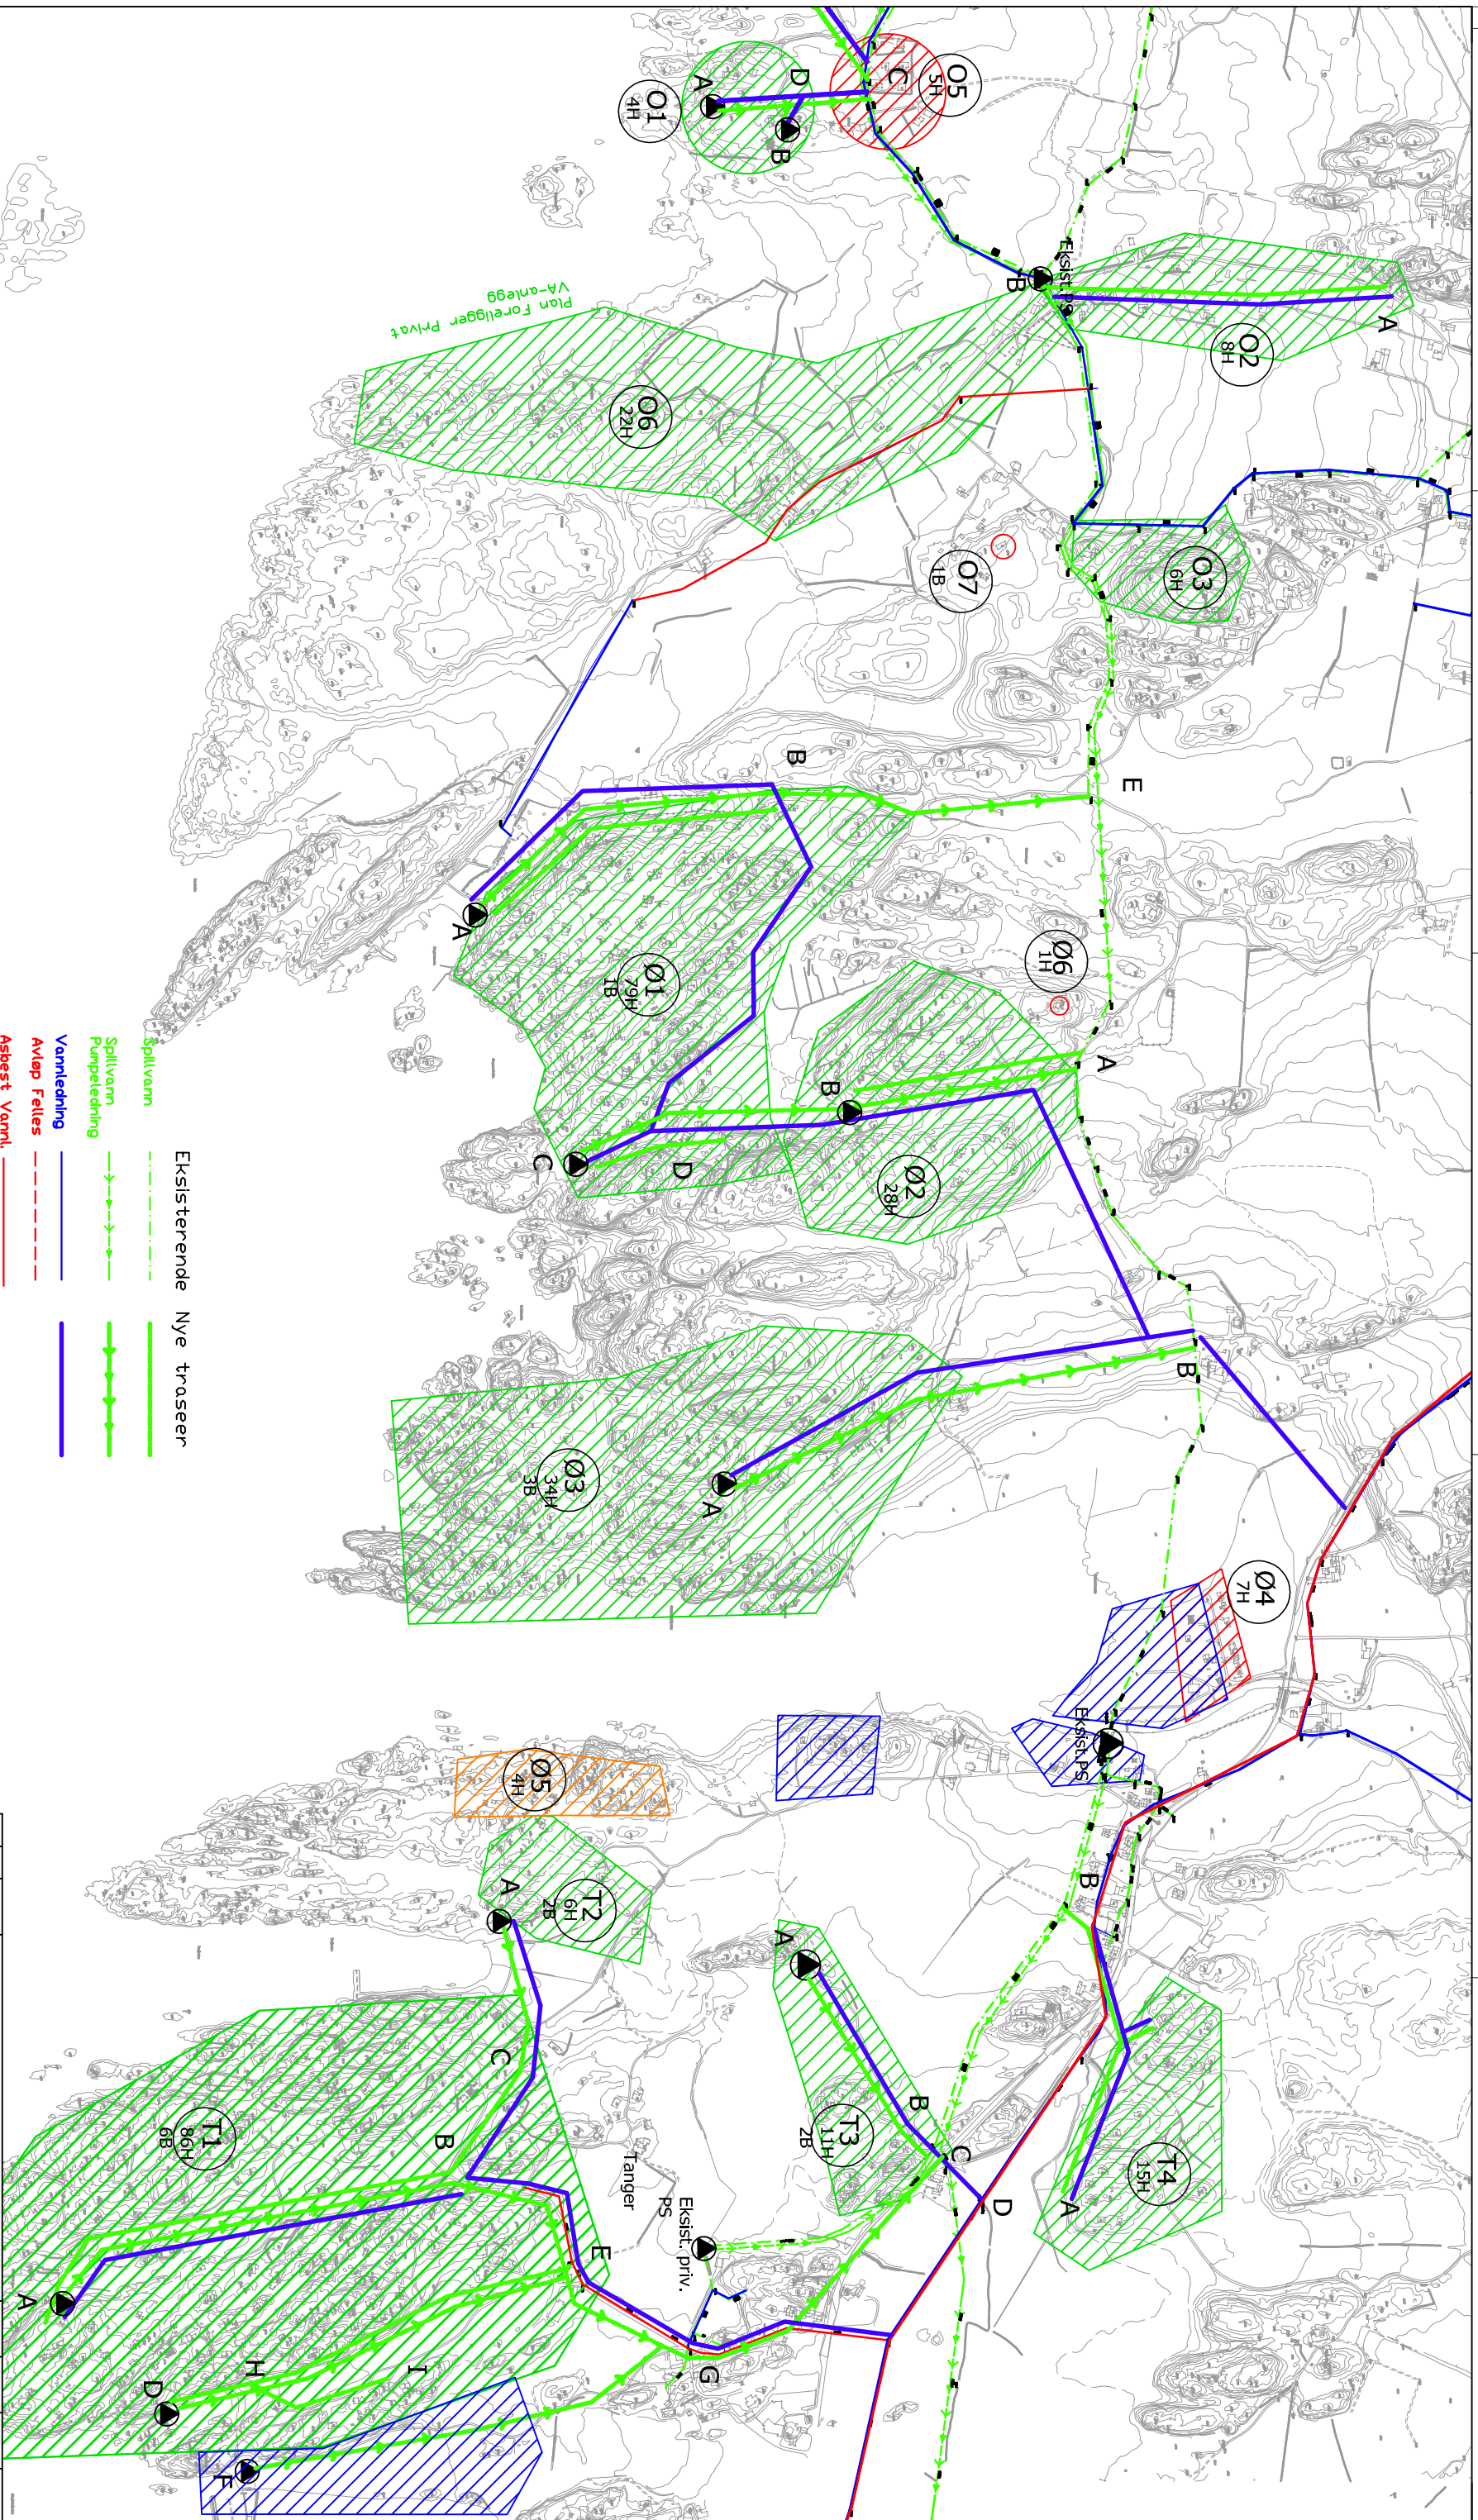 O5
5H
C
D
A
B
O1
4H
Eksist.PS
B
A
O2
8H
Plan Foreligger Privat
VA-anlegg
O6
22H
O3
6H
O7
1B
E
B
A
Ø1
79H
1B
Ø6
1H
A
B
Ø2
28H
C
D
B
Ø3
34H
3B
A
Ø4
7H
Eksist.PS
Ø5
4H
T2
6H
2B
A
B
A
T3
11H
2B
B
C
D
T4
15H
A
C
B
T1
86H
6B
Tanger
Eksist. priv.
PS
E
G
A
H
I
D
F
Eksisterende Nye traseer
Spillvann
Spillvann
Pumpeledning
Vannledning
Avløp Felles
Asbest Vannl.